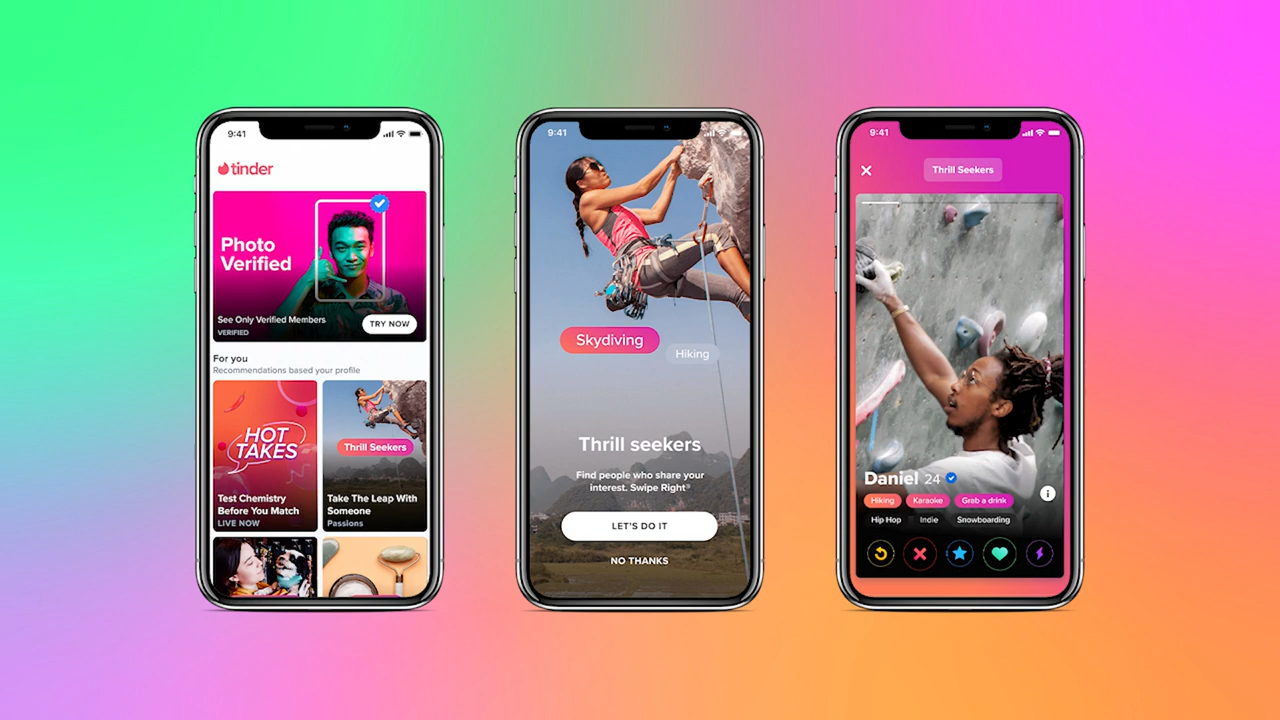 9:41
tinder
Photo
Verified
See Only Verified Members
VERIFIED
TRY NOW
For you
Recommendations based your profile
HOT
TAKES
Test Chemistry
Before You Match
LIVE NOW
Thrill Seekers
Take The Leap With
Someone
Passions
9:41
Skydiving
Hiking
Thrill seekers
Find people who share your
interest. Swipe Right®
LET'S DO IT
NO THANKS
9:41
Thrill Seekers
Daniel 24
Hiking Karaoke Grab a drink
Hip Hop Indie Snowboarding